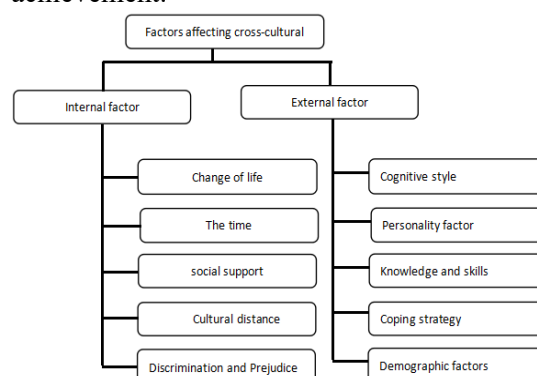 achievement.
Factors affecting cross-cultural
Internal factor
External factor
Change of life
Cognitive style
The time
Personality factor
social support
Knowledge and skills
Cultural distance
Coping strategy
Discrimination and Prejudice
Demographic factors